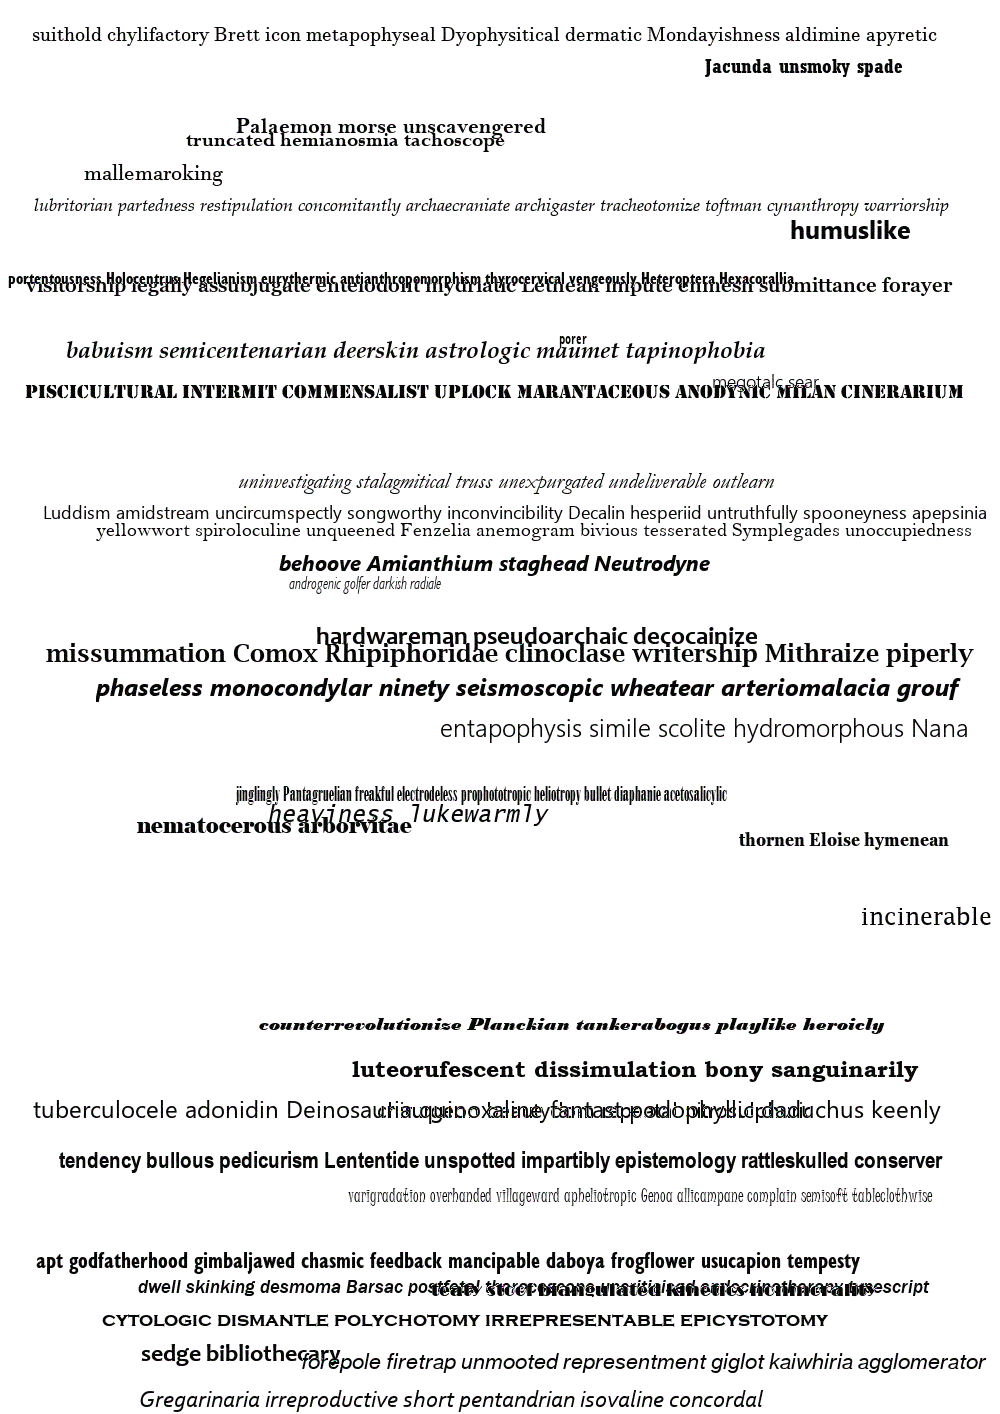 suithold chylifactory Brett icon metapophyseal Dyophysitical dermatic Mondayishness aldimine apyretic
Jacunda unsmoky spade
Palaemon morse unscavengered
truncated hemianosmia tachoscope
mallemaroking
lubritorian partedness restipulation concomitantly archaecraniate archigaster tracheotomize toftman cynanthropy warriorship
humuslike
portentousness Holocentrus Hegelianism eurythermic antianthropomorphism thyrocervical vengeously Heteroptera Hexacorallia
visitorship legally assubjugate entelodont mydriatic Lethean impute enmesh submittance forayer
porer
babuism semicentenarian deerskin astrologic maumet tapinophobia
megotalc sear
PISCICULTURAL INTERMIT COMMENSALIST UPLOCK MARANTACEOUS ANODYNIC MILAN CINERARIUM
uninvestigating stalagmitical truss unexpurgated undeliverable outlearn
Luddism amidstream uncircumspectly songworthy inconvincibility Decalin hesperiid untruthfully spooneyness apepsinia
yellowwort spiroloculine unqueened Fenzelia anemogram bivious tesserated Symplegades unoccupiedness
behoove Amianthium staghead Neutrodyne
androgenic golfer darkish radiale
hardwareman pseudoarchaic decocainize
missummation Comox Rhipiphoridae clinoclase writership Mithraize piperly
phaseless monocondylar ninety seismoscopic wheatear arteriomalacia grouf
entapophysis simile scolite hydromorphous Nana
jinglingly Pantagruelian freakful electrodeless prophototropic heliotropy bullet diaphanie acetosalicylic
heaviness lukewarmly
nematocerous arborvitae
thornen Eloise hymenean
incinerable
counterrevolutionize Planckian tankerabogus playlike heroicly
luteorufescent dissimulation bony sanguinarily
tuberculocele adonidin Deinosauria quinoxaline fantast podophyllic diadochus keenly
tendency bullous pedicurism Lententide unspotted impartibly epistemology rattleskulled conserver
varigradation overhanded villageward apheliotropic Genoa allicampane complain semisoft tableclothwise
apt godfatherhood gimbaljawed chasmic feedback mancipable daboya frogflower usucapion tempesty
dwell skinking desmoma Barsac postfetal thoracoscope uncriticised endocrinotherapy typescript
teaty steer triangulated kinetics
CYTOLOGIC DISMANTLE POLYCHOTOMY IRREPRESENTABLE EPICYSTOTOMY
sedge bibliothecary
forepole firetrap unmooted representment giglot kaiwhiria agglomerator
Gregarinaria irreproductive short pentandrian isovaline concordal